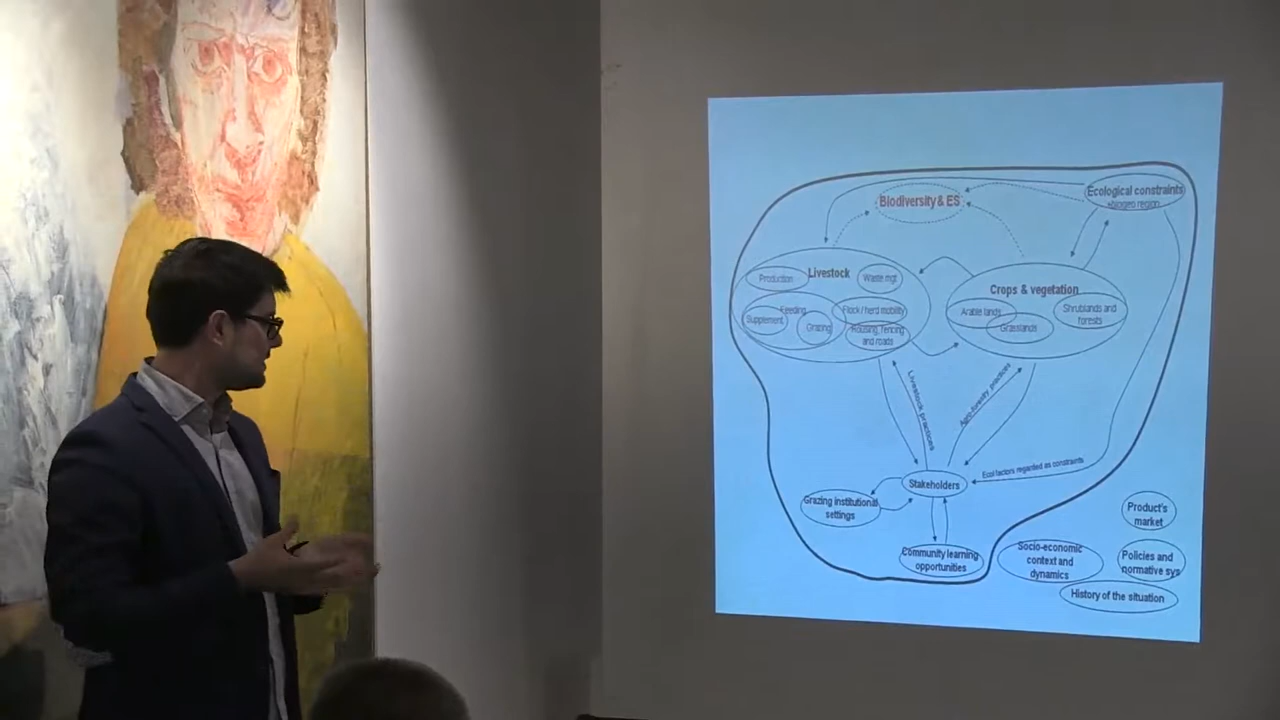 Ecological constraints
+biogeo region
Biodiversity & ES
Livestock
Production
Waste mgt
Feeding
Supplement
Grazing
Flock / herd mobility
Housing, fencing
and roads
Crops & vegetation
Arable lands
Grasslands
Shrublands and
forests
Livestock practices
Agro-forestry practices
Ecol factors regarded as constraints
Stakeholders
Grazing institutional
settings
Community learning
opportunities
Product's
market
Socio-economic
context and
dynamics
Policies and
normative sys
History of the situation